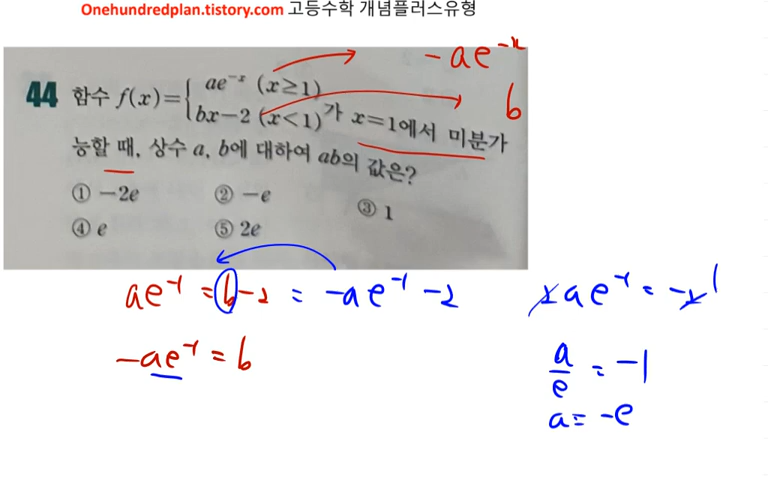 Onehundredplan.tistory.com 고등수학 개념플러스유형
-ae⁻ˣ
b
44 함수 f(x)={ ae⁻ˣ (x≥1)
bx-2 (x<1) 가 x=1에서 미분가
능할 때, 상수 a, b에 대하여 ab의 값은?
① -2e ② -e ③ 1
④ e ⑤ 2e
ae⁻¹ = b-2 = -ae⁻¹-2
2ae⁻¹ = -2 1
-ae⁻¹ = b
a/e = -1
a = -e